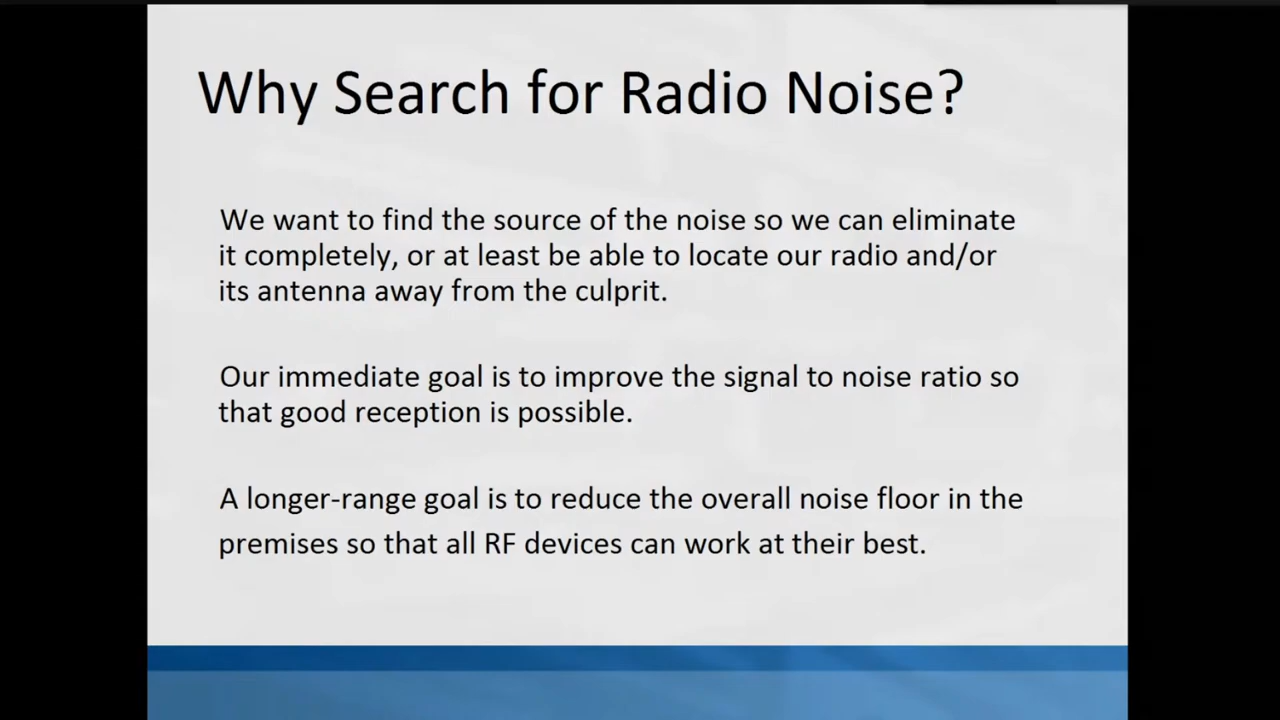 Why Search for Radio Noise?
We want to find the source of the noise so we can eliminate
it completely, or at least be able to locate our radio and/or
its antenna away from the culprit.
Our immediate goal is to improve the signal to noise ratio so
that good reception is possible.
A longer-range goal is to reduce the overall noise floor in the
premises so that all RF devices can work at their best.